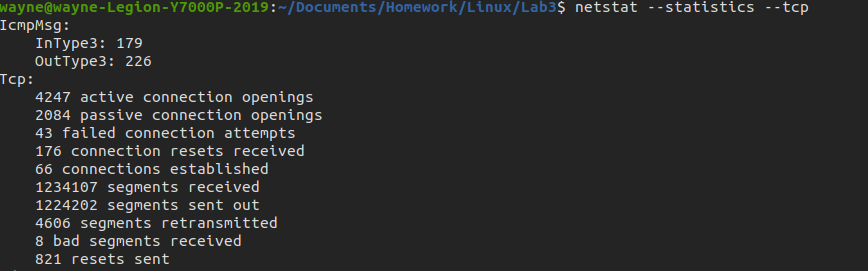 wayne@wayne-Legion-Y7000P-2019:~/Documents/Homework/Linux/Lab3$ netstat --statistics --tcp
IcmpMsg:
    InType3: 179
    OutType3: 226
Tcp:
    4247 active connection openings
    2084 passive connection openings
    43 failed connection attempts
    176 connection resets received
    66 connections established
    1234107 segments received
    1224202 segments sent out
    4606 segments retransmitted
    8 bad segments received
    821 resets sent